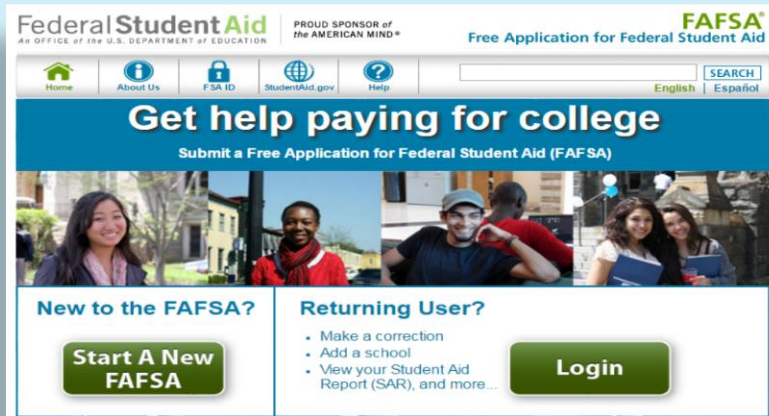 Federal Student Aid
An OFFICE of the U.S. DEPARTMENT of EDUCATION
PROUD SPONSOR of
the AMERICAN MIND®
FAFSA®
Free Application for Federal Student Aid
Home
About Us
FSA ID
StudentAid.gov
Help
SEARCH
English | Español
Get help paying for college
Submit a Free Application for Federal Student Aid (FAFSA)
New to the FAFSA?
Start A New
FAFSA
Returning User?
• Make a correction
• Add a school
• View your Student Aid
Report (SAR), and more...
Login